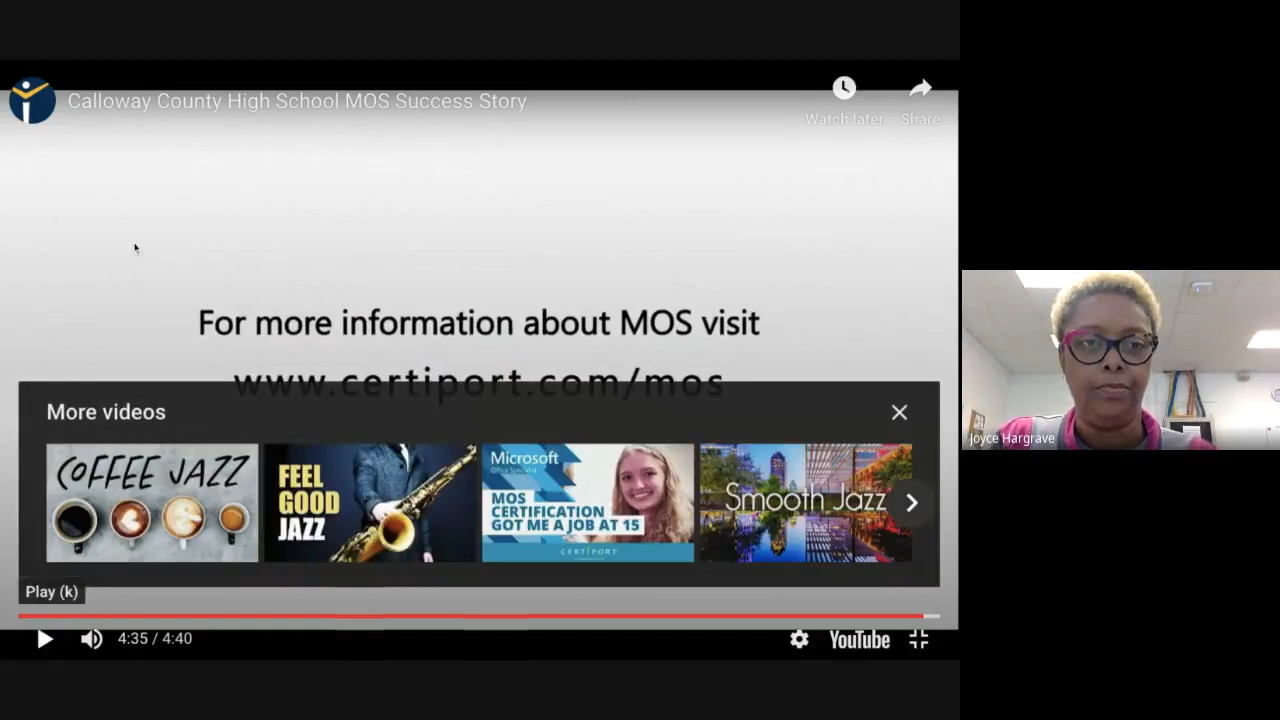 Calloway County High School MOS Success Story
Watch later
Share
For more information about MOS visit
www.certiport.com/mos
More videos
COFFEE JAZZ
FEEL
GOOD
JAZZ
Microsoft
Office Specialist
MOS
CERTIFICATION
GOT ME A JOB AT 15
CERTIPORT
Smooth Jazz
Play (k)
4:35 / 4:40
YouTube
Joyce Hargrave